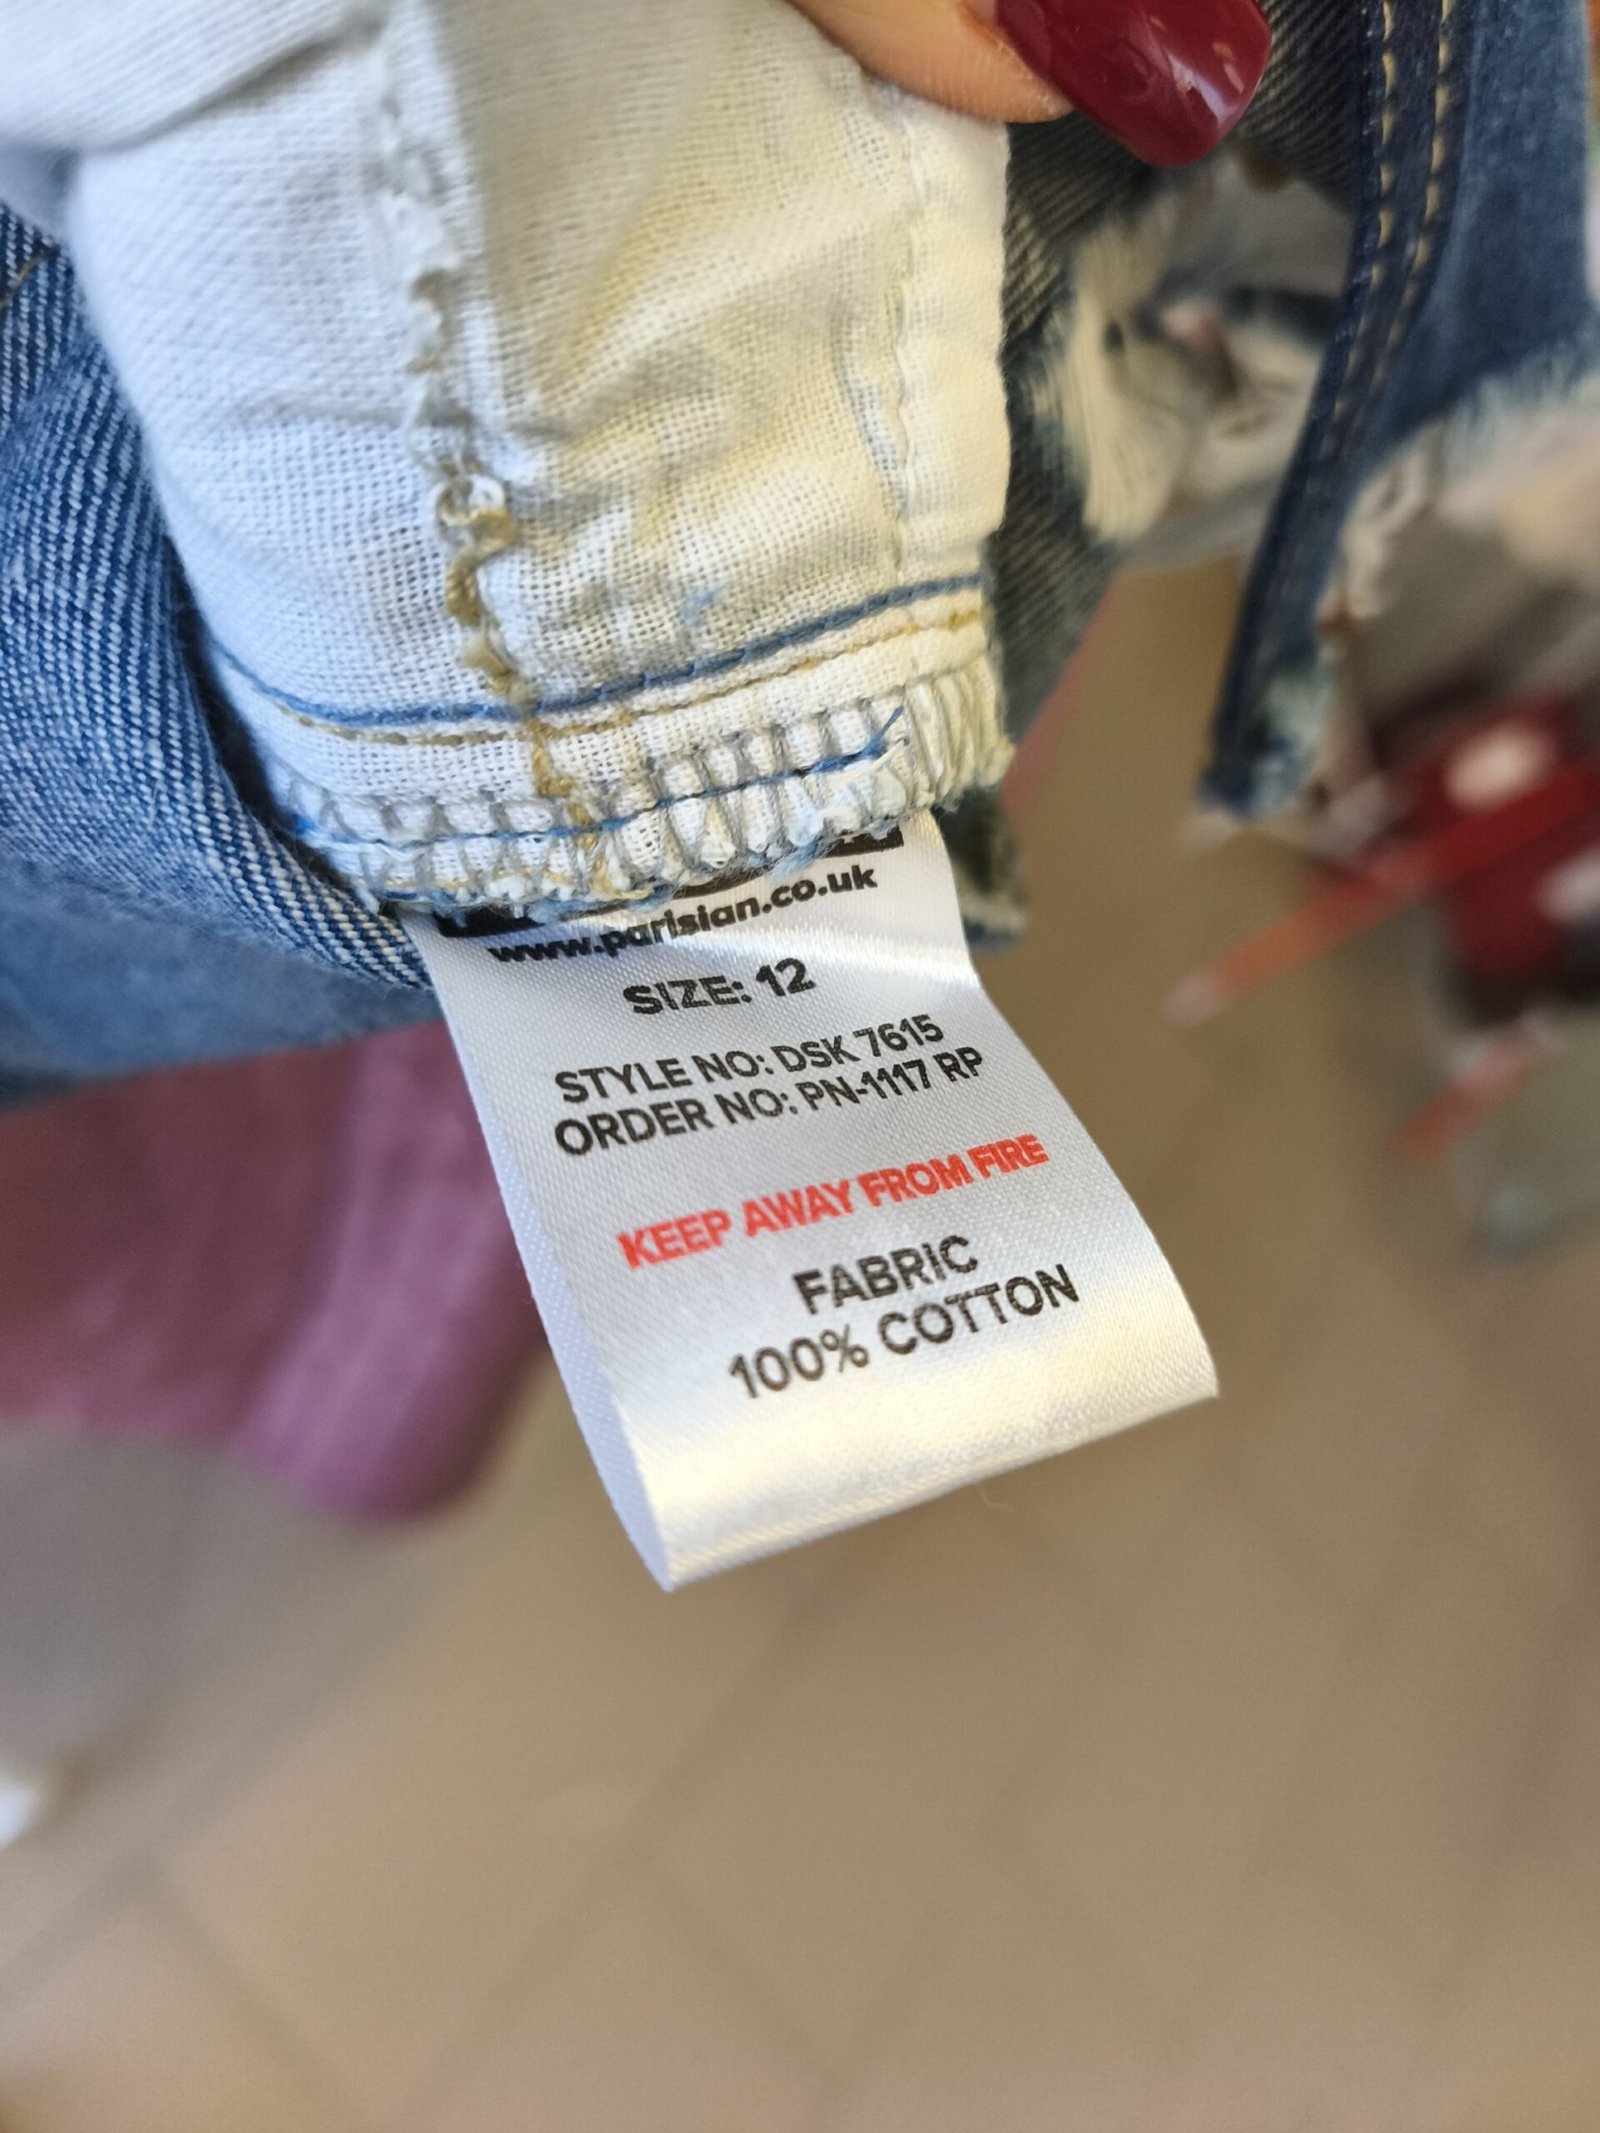 www.parisian.co.uk
SIZE: 12
STYLE NO: DSK 7615
ORDER NO: PN-1117 RP
KEEP AWAY FROM FIRE
FABRIC
100% COTTON